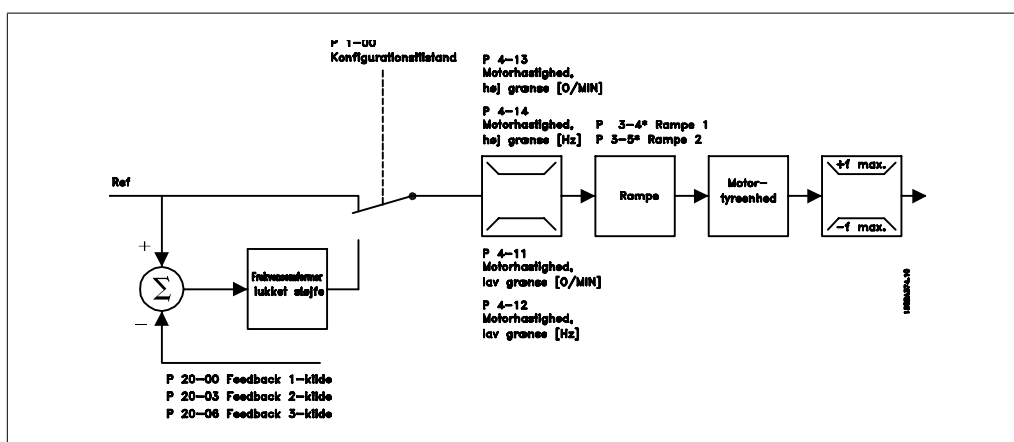 P 1-00
Konfigurationstilstand
P 4-13
Motorhastighed,
høj grænse [O/MIN]
P 4-14
Motorhastighed,
høj grænse [Hz]
P 3-4* Rampe 1
P 3-5* Rampe 2
Ref
+
Σ
−
Frekvensomformer
lukket sløjfe
Rampe
Motor-
tyreenhed
+f max.
−f max.
P 4-11
Motorhastighed,
lav grænse [O/MIN]
P 4-12
Motorhastighed,
lav grænse [Hz]
P 20-00 Feedback 1-kilde
P 20-03 Feedback 2-kilde
P 20-06 Feedback 3-kilde